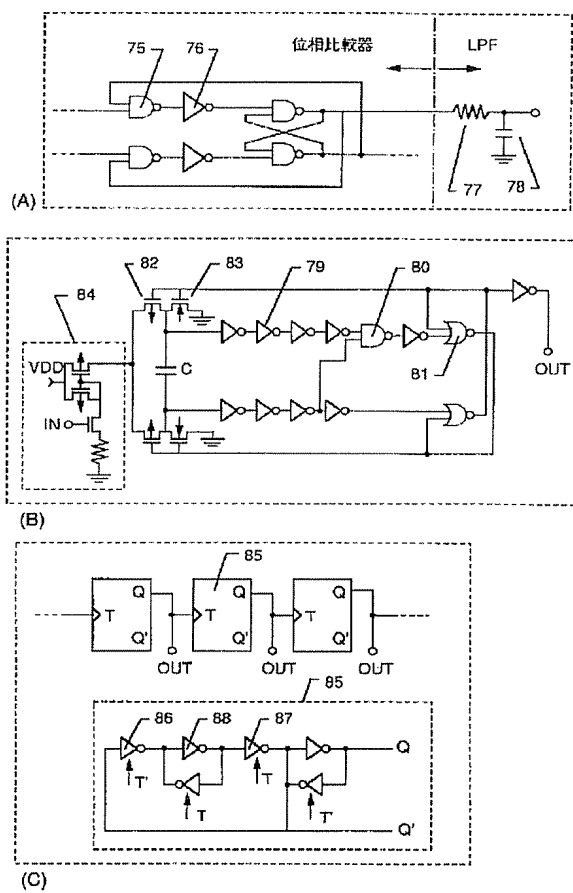 75
76
位相比較器
LPF
77
78
(A)
82
83
79
80
84
VDD
C
81
OUT
IN
(B)
85
T
Q
Q'
T
Q
Q'
T
Q
Q'
OUT
OUT
OUT
85
86
88
87
Q
T'
T
T
T'
Q'
(C)